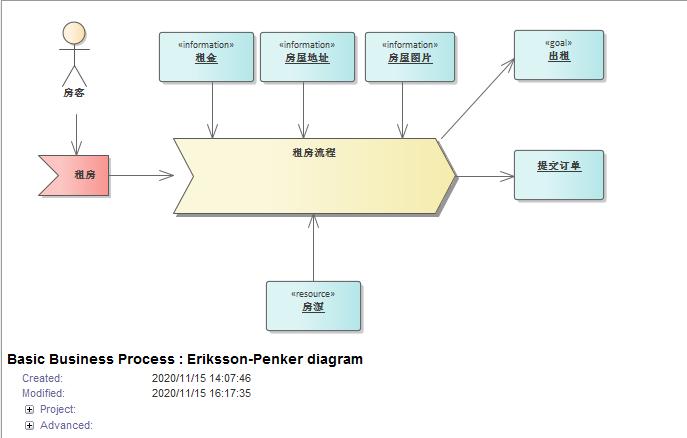 房客
«information»
租金
«information»
房屋地址
«information»
房屋图片
«goal»
出租
租房
租房流程
提交订单
«resource»
房源
Basic Business Process : Eriksson-Penker diagram
Created: 2020/11/15 14:07:46
Modified: 2020/11/15 16:17:35
Project:
Advanced: